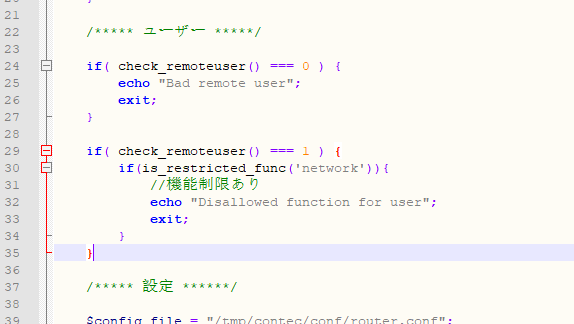 21
22 /***** ユーザー *****/
23
24 if( check_remoteuser() === 0 ) {
25 echo "Bad remote user";
26 exit;
27 }
28
29 if( check_remoteuser() === 1 ) {
30 if(is_restricted_func('network')){
31 //機能制限あり
32 echo "Disallowed function for user";
33 exit;
34 }
35 }
36
37 /***** 設定 ******/
38
39 $config_file = "/tmp/contec/conf/router.conf";